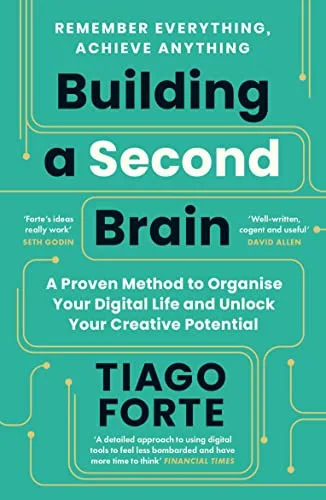 REMEMBER EVERYTHING,
ACHIEVE ANYTHING
Building
a Second
Brain
‘Forte’s ideas
really work’
SETH GODIN
‘Well-written,
cogent and useful’
DAVID ALLEN
A Proven Method to Organise
Your Digital Life and Unlock
Your Creative Potential
TIAGO
FORTE
‘A detailed approach to using digital
tools to feel less bombarded and have
more time to think’ FINANCIAL TIMES